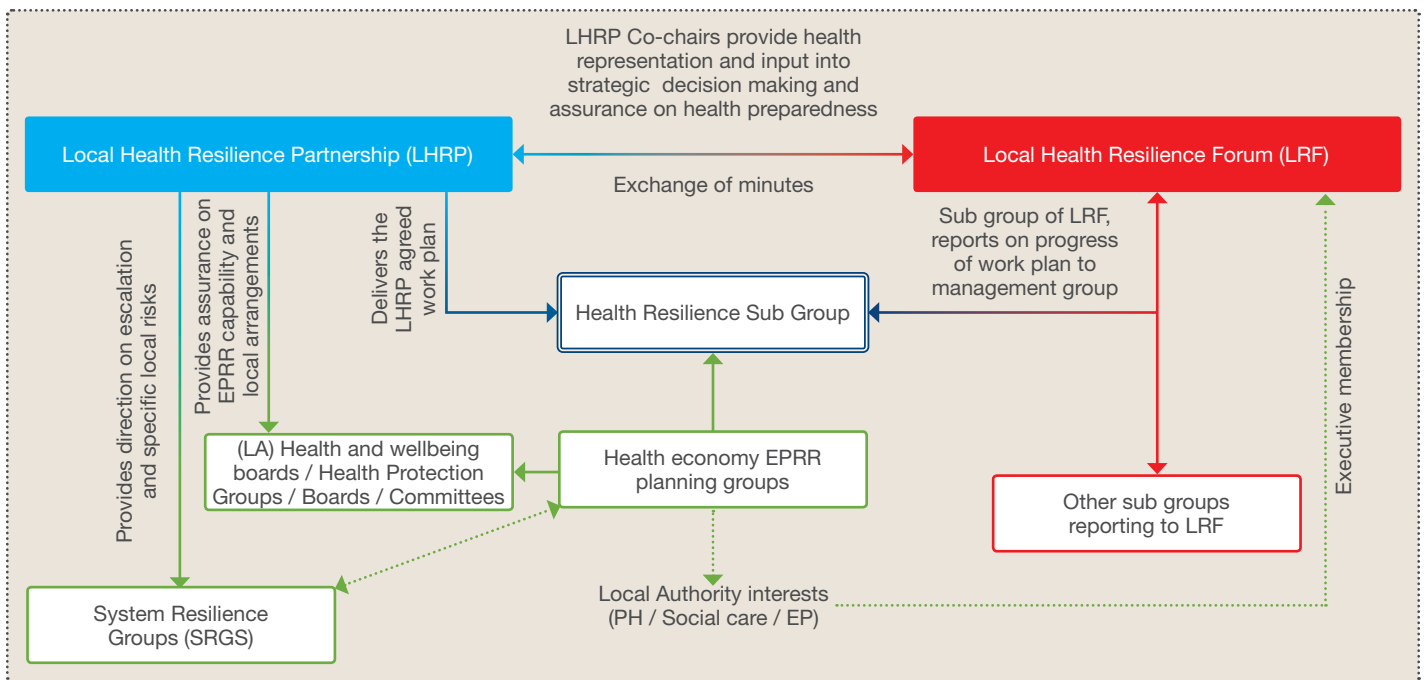 LHRP Co-chairs provide health
representation and input into
strategic decision making and
assurance on health preparedness
Local Health Resilience Partnership (LHRP)
Local Health Resilience Forum (LRF)
Exchange of minutes
Provides direction on escalation
and specific local risks
Provides assurance on
EPRR capability and
local arrangements
Delivers the
LHRP agreed
work plan
Sub group of LRF,
reports on progress
of work plan to
management group
Health Resilience Sub Group
Executive membership
(LA) Health and wellbeing
boards / Health Protection
Groups / Boards / Committees
Health economy EPRR
planning groups
Other sub groups
reporting to LRF
System Resilience
Groups (SRGS)
Local Authority interests
(PH / Social care / EP)